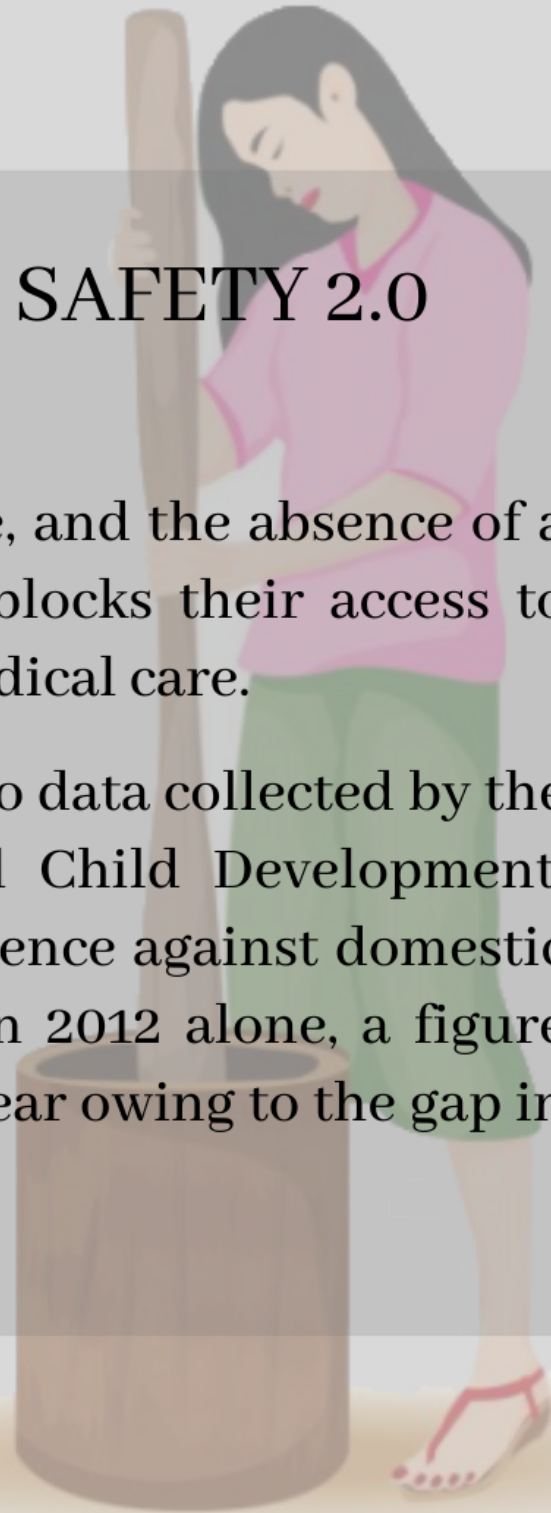 SAFETY 2.0
, and the absence of a
blocks their access to
dical care.
o data collected by the
Child Development
ence against domestic
n 2012 alone, a figure
ear owing to the gap in